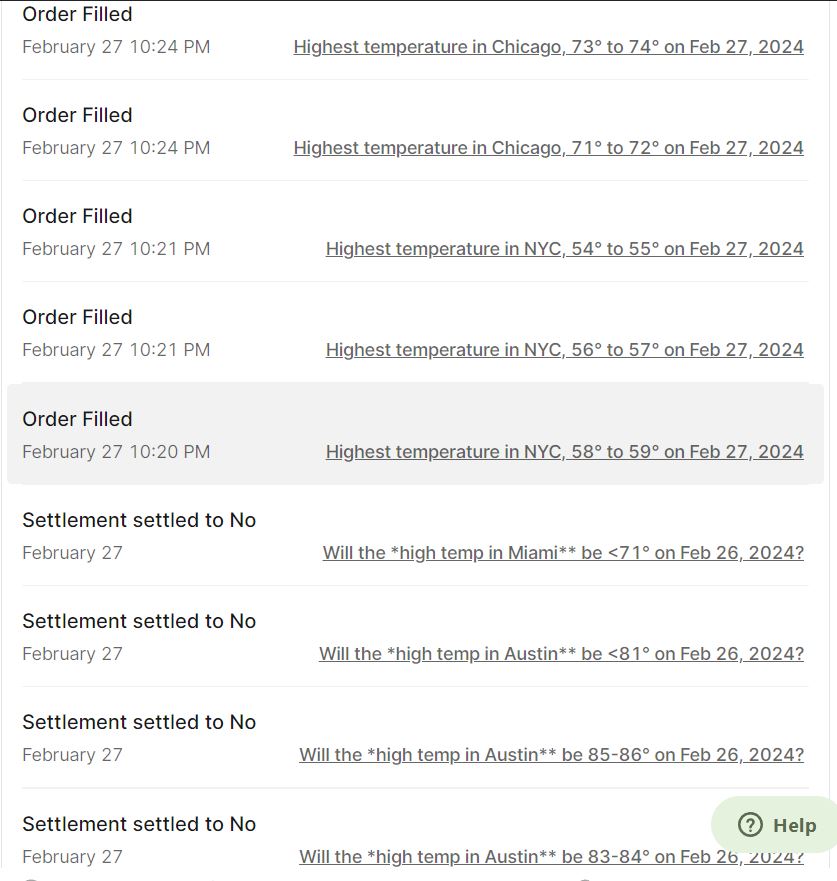 Order Filled
February 27 10:24 PM Highest temperature in Chicago, 73° to 74° on Feb 27, 2024
Order Filled
February 27 10:24 PM Highest temperature in Chicago, 71° to 72° on Feb 27, 2024
Order Filled
February 27 10:21 PM Highest temperature in NYC, 54° to 55° on Feb 27, 2024
Order Filled
February 27 10:21 PM Highest temperature in NYC, 56° to 57° on Feb 27, 2024
Order Filled
February 27 10:20 PM Highest temperature in NYC, 58° to 59° on Feb 27, 2024
Settlement settled to No
February 27 Will the *high temp in Miami** be <71° on Feb 26, 2024?
Settlement settled to No
February 27 Will the *high temp in Austin** be <81° on Feb 26, 2024?
Settlement settled to No
February 27 Will the *high temp in Austin** be 85-86° on Feb 26, 2024?
Settlement settled to No
February 27 Will the *high temp in Austin** be 83-84° on Feb 26, 2024?
Help